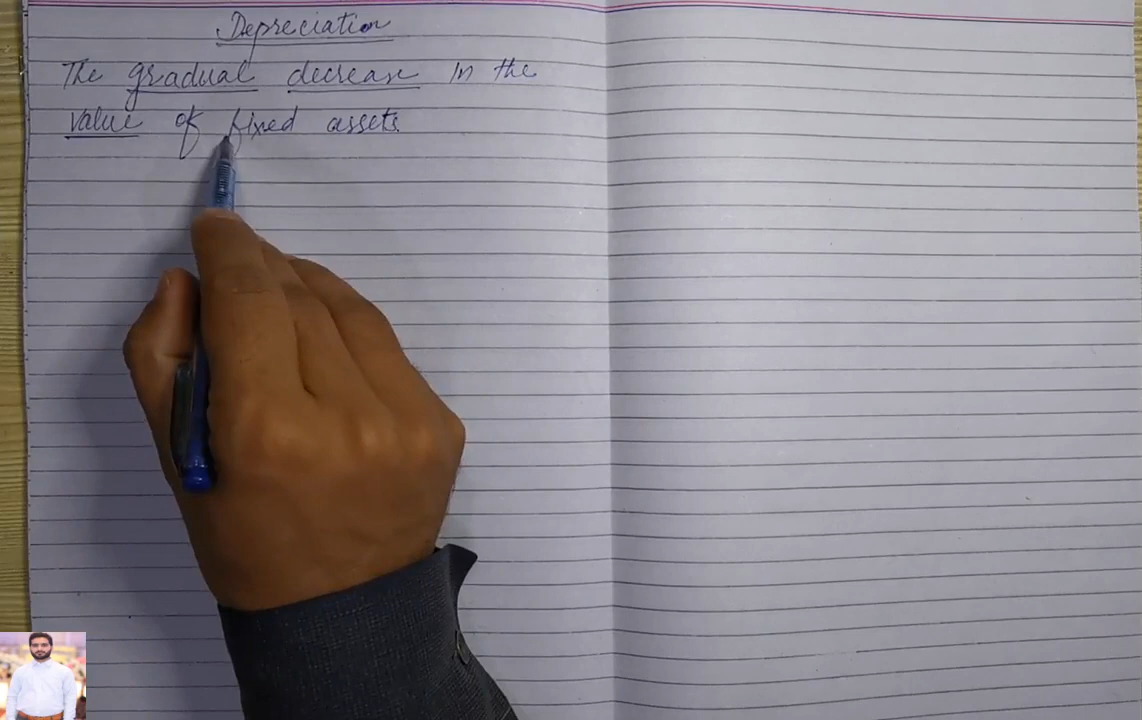 Depreciation
The gradual decrease in the
value of fixed assets.